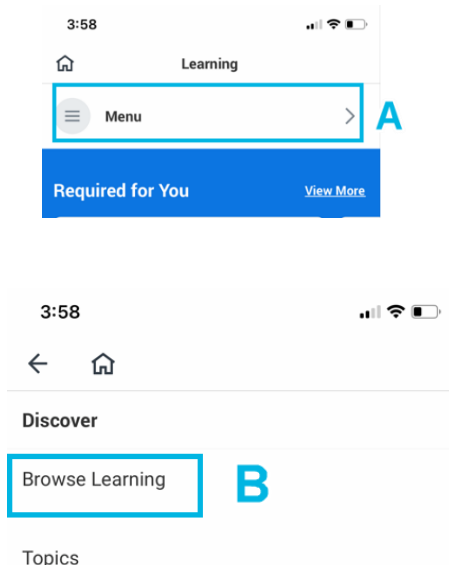 3:58
Learning
Menu
A
Required for You View More
3:58
Discover
Browse Learning
B
Topics